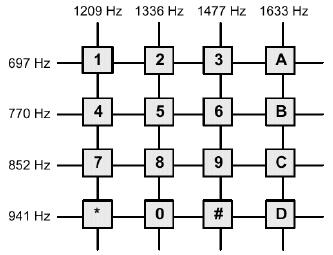 1209 Hz 1336 Hz 1477 Hz 1633 Hz
697 Hz 1 2 3 A
770 Hz 4 5 6 B
852 Hz 7 8 9 C
941 Hz * 0 # D